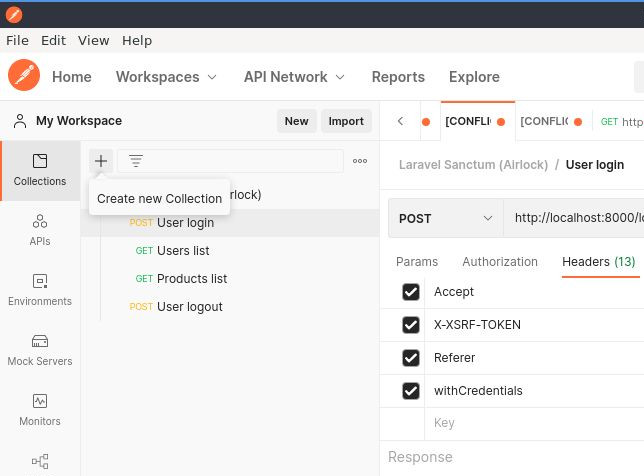 File Edit View Help
Home Workspaces API Network Reports Explore
My Workspace New Import
[CONFLI [CONFLI GET http
Collections
Create new Collection
rlock)
Laravel Sanctum (Airlock) / User login
POST User login
POST http://localhost:8000/lo
APIs
GET Users list
Params Authorization Headers (13)
GET Products list
Environments
Accept
POST User logout
X-XSRF-TOKEN
Mock Servers
Referer
withCredentials
Monitors
Key
Response